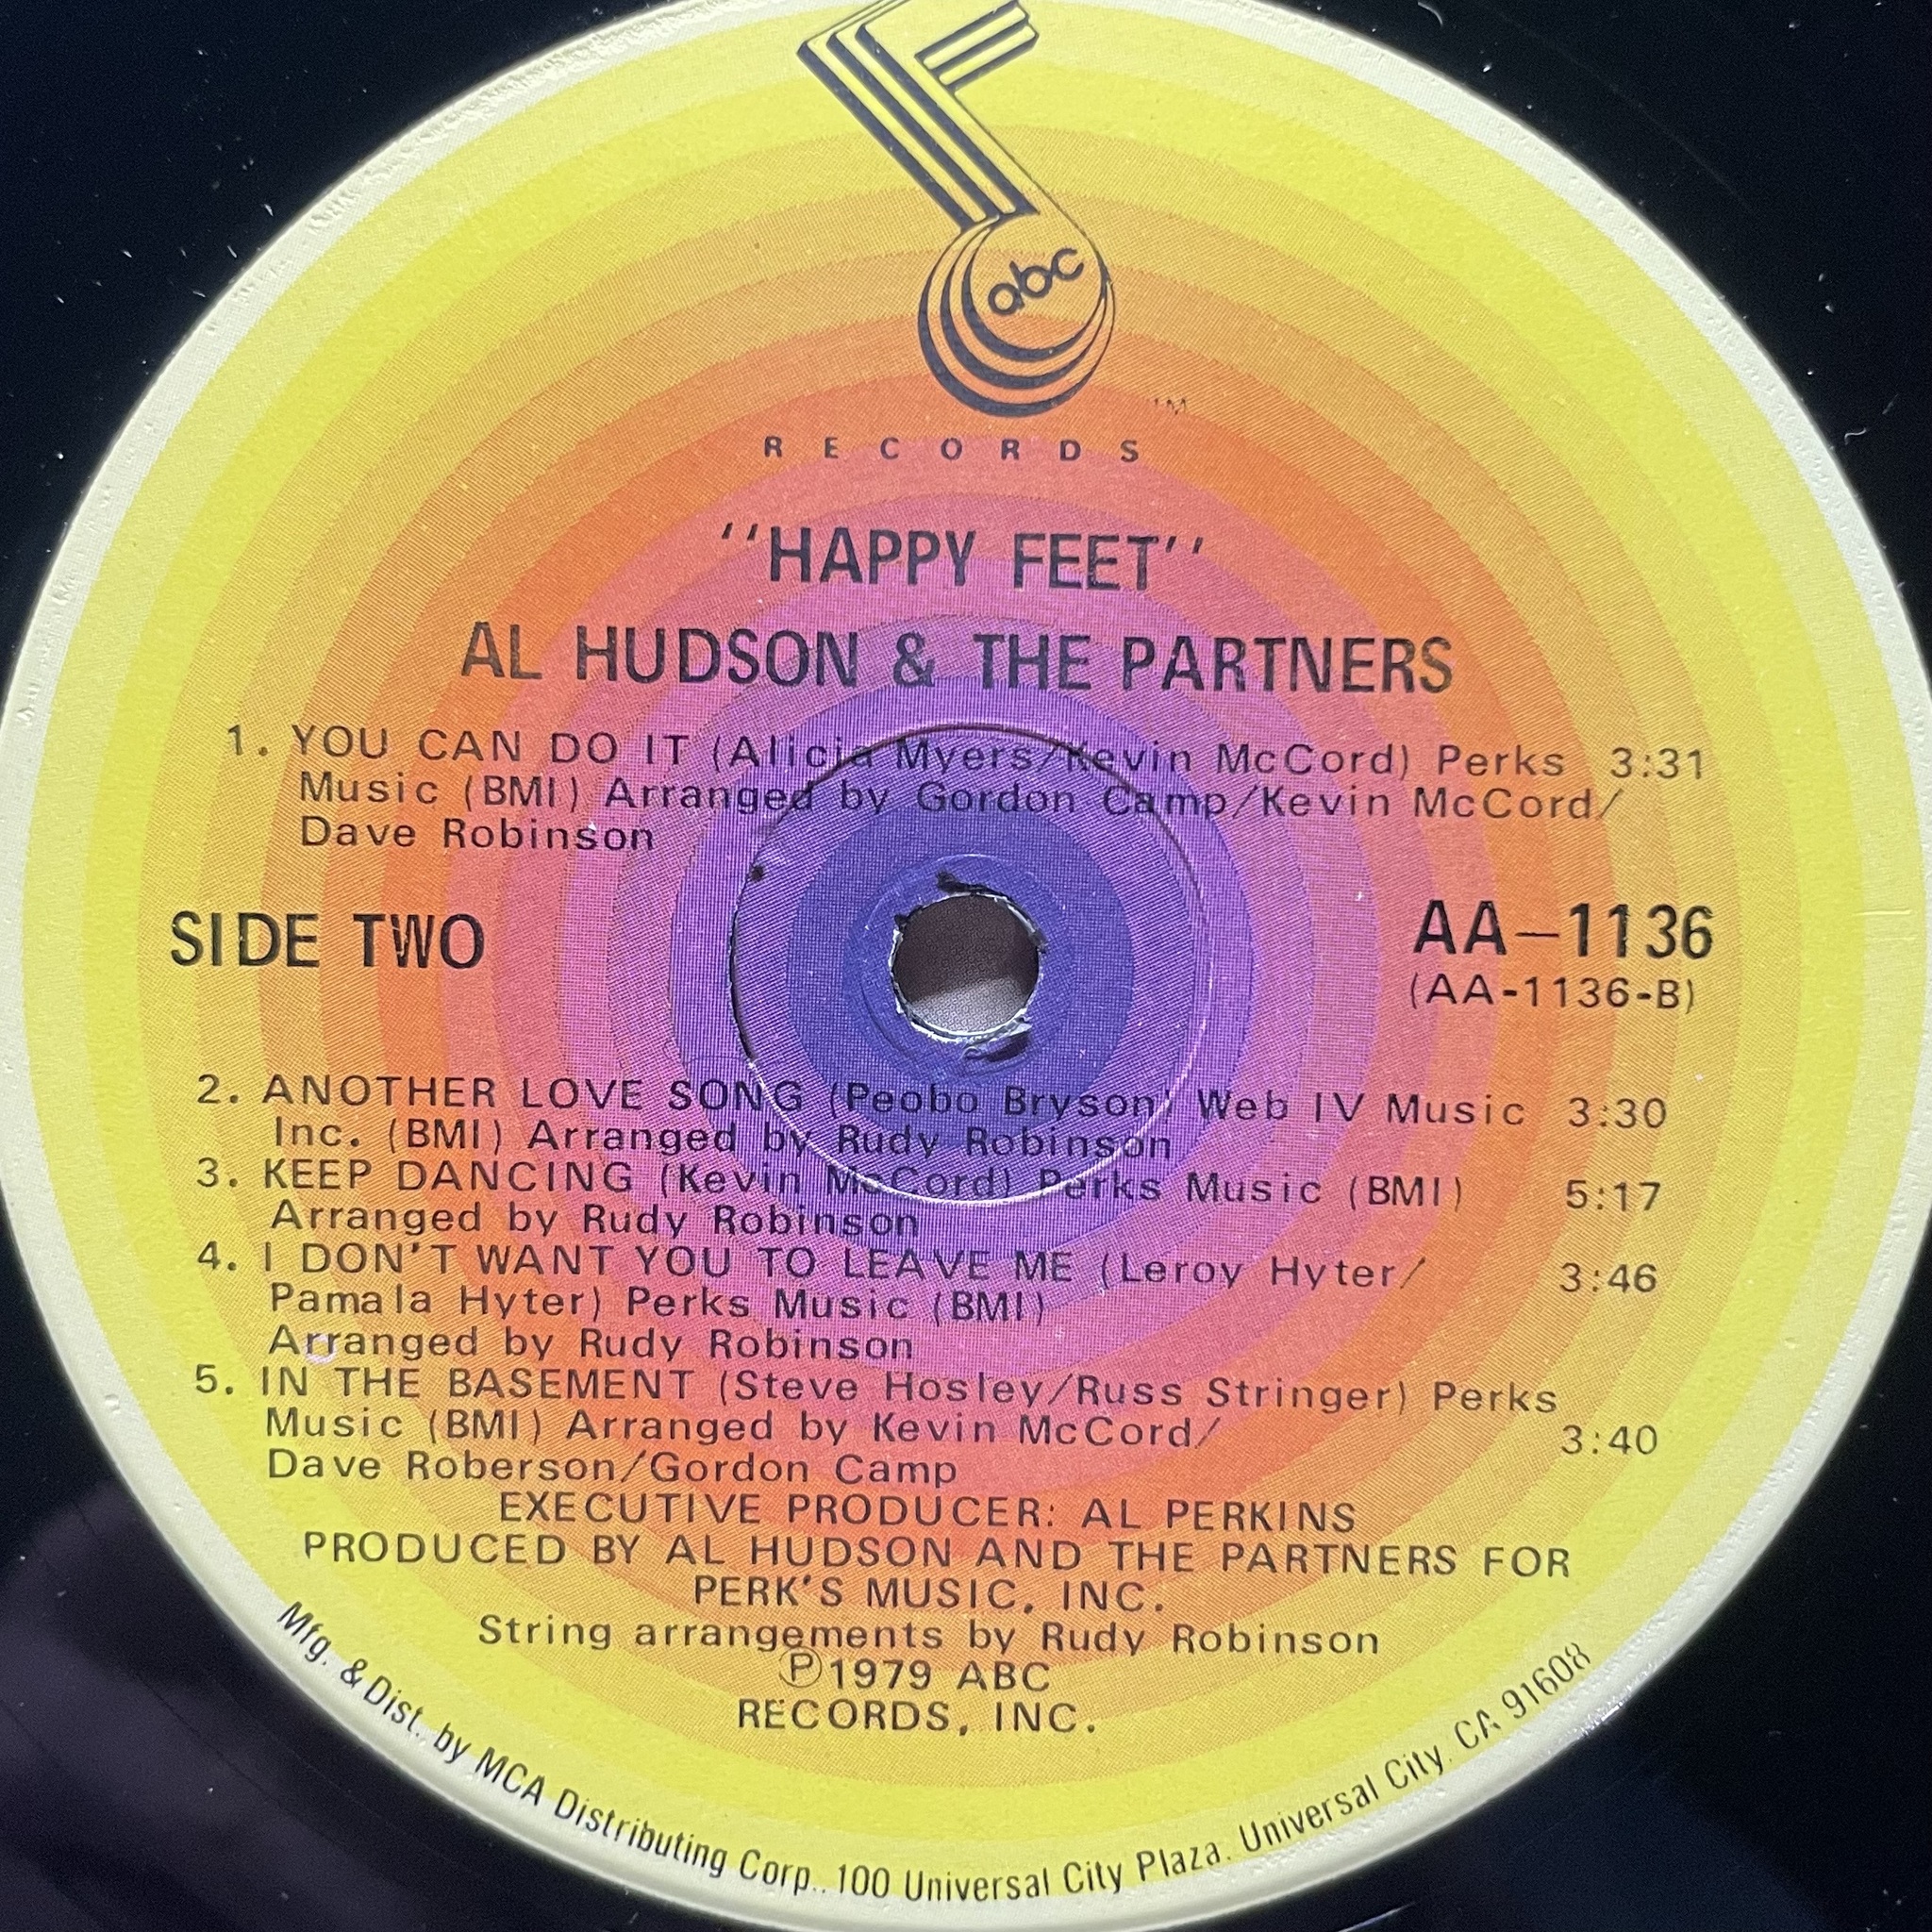 abc
TM
RECORDS
"HAPPY FEET"
AL HUDSON & THE PARTNERS
1. YOU CAN DO IT (Alicia Myers/Kevin McCord) Perks 3:31
Music (BMI) Arranged by Gordon Camp/Kevin McCord/
Dave Robinson
SIDE TWO
AA-1136
(AA-1136-B)
2. ANOTHER LOVE SONG (Peobo Bryson) Web IV Music 3:30
Inc. (BMI) Arranged by Rudy Robinson
3. KEEP DANCING (Kevin McCord) Perks Music (BMI) 5:17
Arranged by Rudy Robinson
4. I DON'T WANT YOU TO LEAVE ME (Leroy Hyter/ 3:46
Pamala Hyter) Perks Music (BMI)
Arranged by Rudy Robinson
5. IN THE BASEMENT (Steve Hosley/Russ Stringer) Perks
Music (BMI) Arranged by Kevin McCord/ 3:40
Dave Roberson/Gordon Camp
EXECUTIVE PRODUCER: AL PERKINS
PRODUCED BY AL HUDSON AND THE PARTNERS FOR
PERK'S MUSIC, INC.
String arrangements by Rudy Robinson
℗1979 ABC
RECORDS, INC.
Mfg. & Dist. by MCA Distributing Corp., 100 Universal City Plaza, Universal City, CA 91608